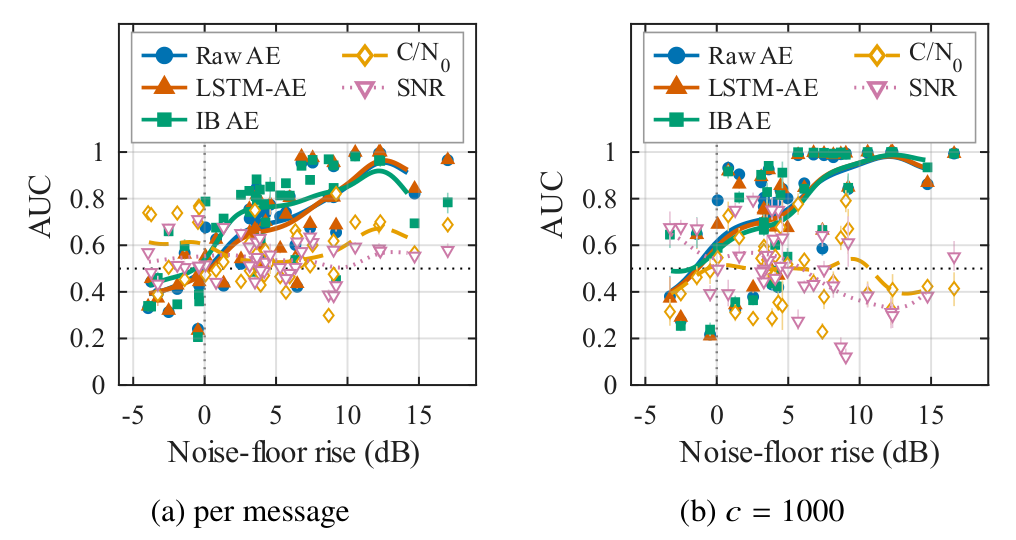 Raw AE
LSTM-AE
IB AE
C/N0
SNR
1
0.8
0.6
0.4
0.2
0
AUC
-5 0 5 10 15
Noise-floor rise (dB)
(a) per message
Raw AE
LSTM-AE
IB AE
C/N0
SNR
1
0.8
0.6
0.4
0.2
0
AUC
-5 0 5 10 15
Noise-floor rise (dB)
(b) c = 1000